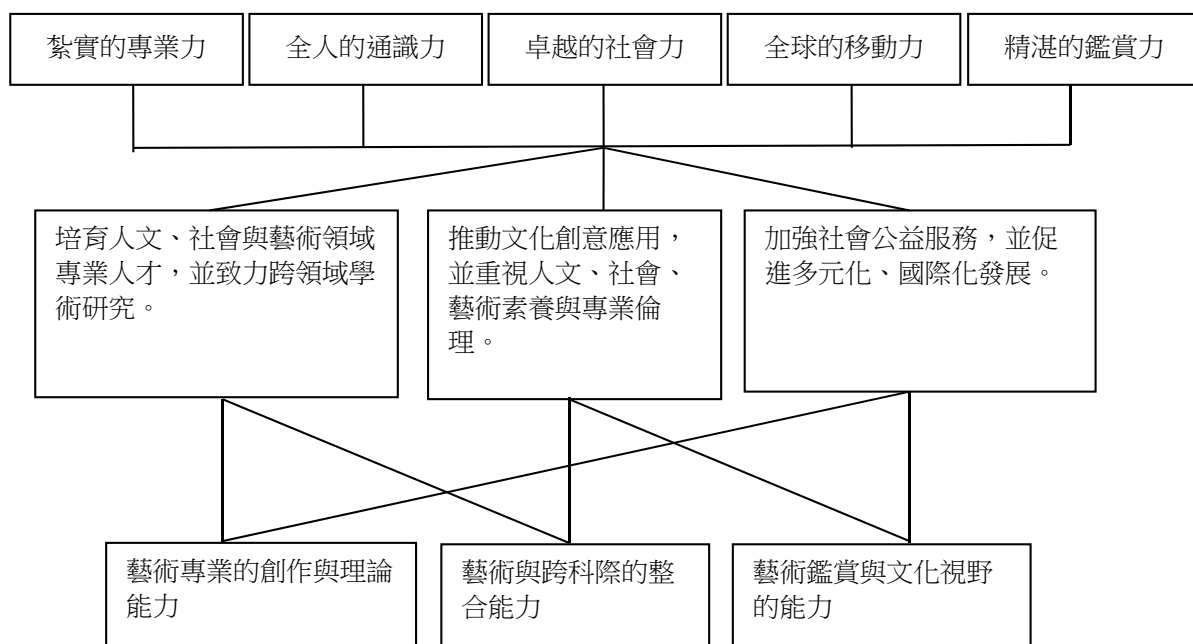 紮實的專業力
全人的通識力
卓越的社會力
全球的移動力
精湛的鑑賞力
培育人文、社會與藝術領域
專業人才，並致力跨領域學
術研究。
推動文化創意應用，
並重視人文、社會、
藝術素養與專業倫
理。
加強社會公益服務，並促
進多元化、國際化發展。
藝術專業的創作與理論
能力
藝術與跨科際的整
合能力
藝術鑑賞與文化視野
的能力